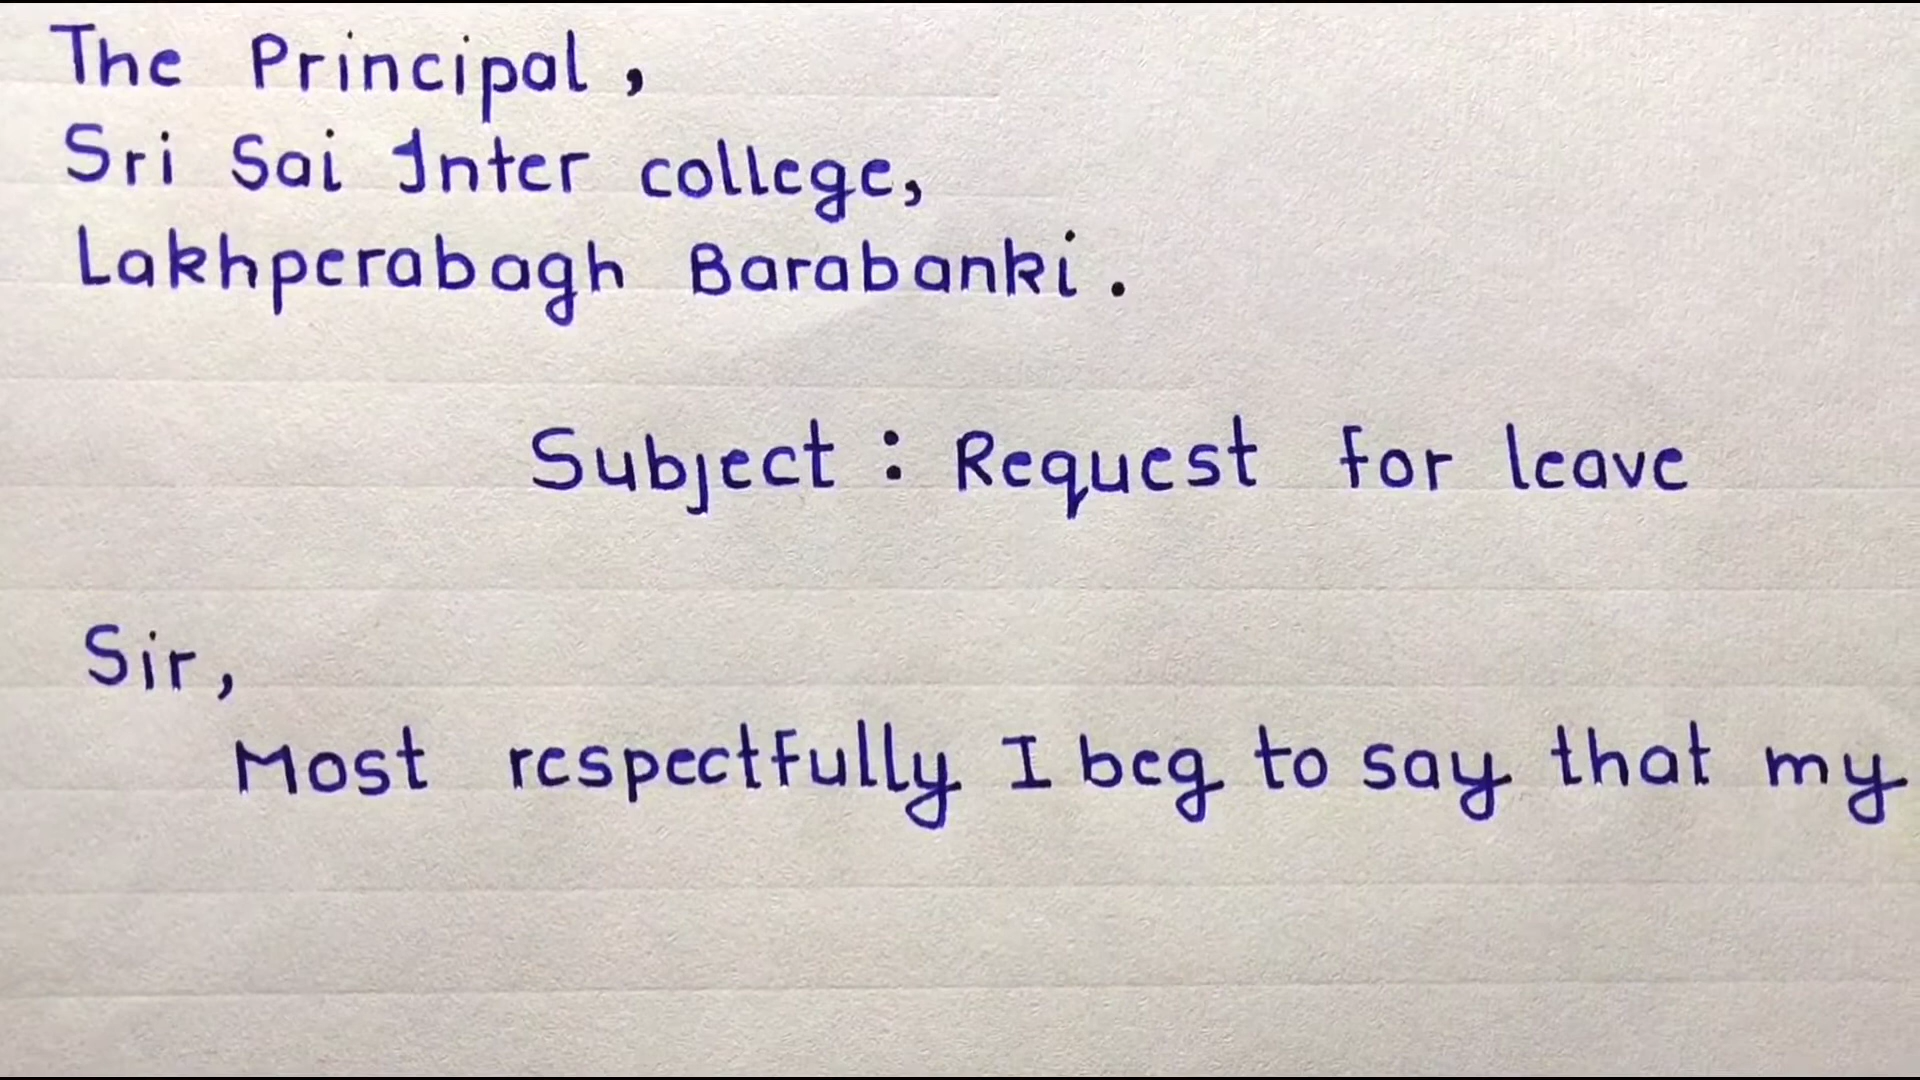 The Principal,
Sri Sai Inter college,
Lakhperabagh Barabanki.
Subject : Request for leave
Sir,
Most respectfully I beg to say that my